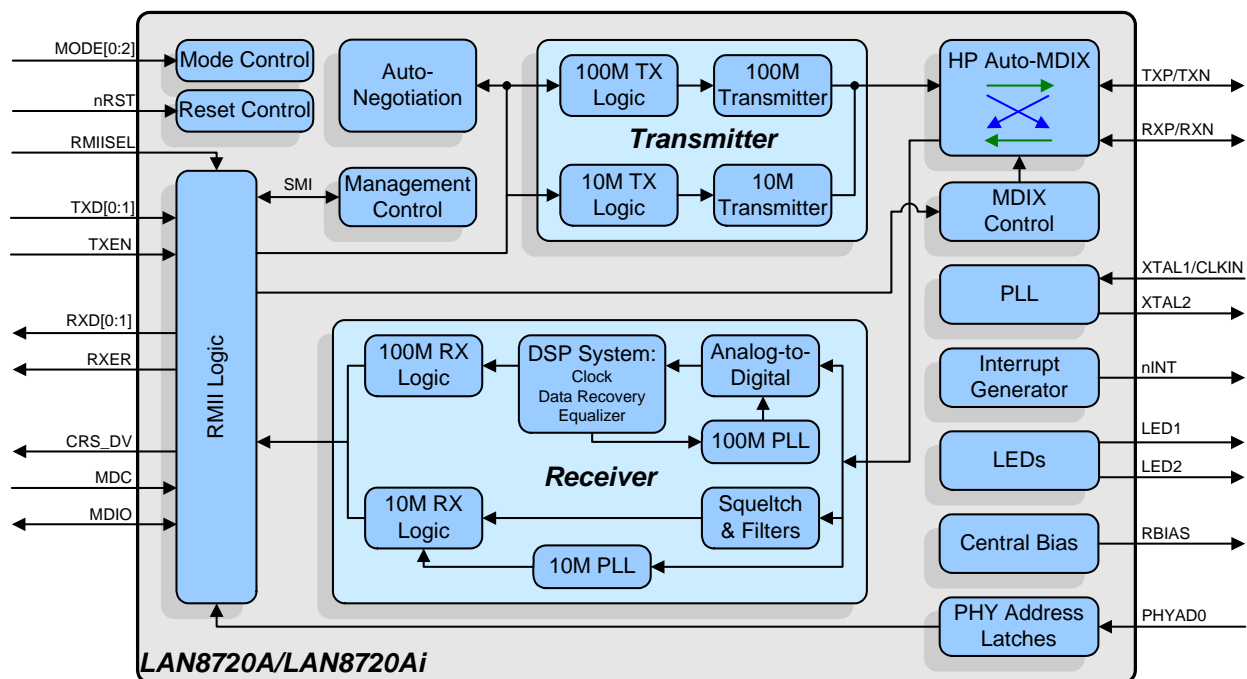 MODE[0:2]
nRST
RMIISEL
TXD[0:1]
TXEN
RXD[0:1]
RXER
CRS_DV
MDC
MDIO
Mode Control
Reset Control
RMII Logic
SMI
Auto-
Negotiation
Management
Control
100M TX
Logic
100M
Transmitter
Transmitter
10M TX
Logic
10M
Transmitter
HP Auto-MDIX
MDIX
Control
PLL
Interrupt
Generator
LEDs
Central Bias
PHY Address
Latches
TXP/TXN
RXP/RXN
XTAL1/CLKIN
XTAL2
nINT
LED1
LED2
RBIAS
PHYAD0
100M RX
Logic
DSP System:
Clock
Data Recovery
Equalizer
Analog-to-
Digital
100M PLL
Receiver
10M RX
Logic
Squeltch
& Filters
10M PLL
LAN8720A/LAN8720Ai